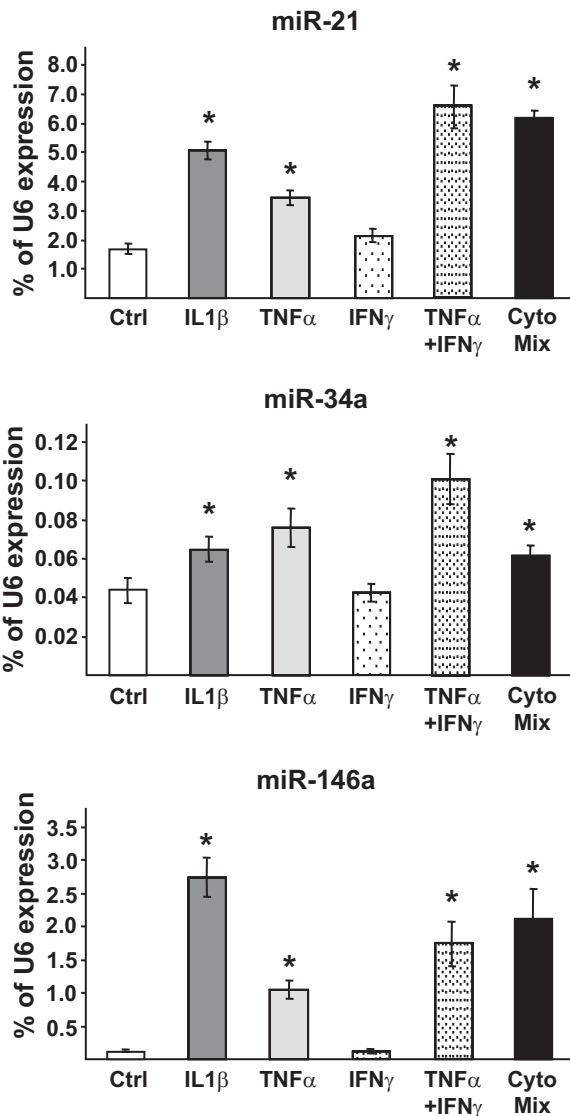 miR-21
% of U6 expression
8.0
7.0
6.0
5.0
4.0
3.0
2.0
1.0
* * * *
Ctrl IL1β TNFα IFNγ TNFα +IFNγ Cyto Mix
miR-34a
% of U6 expression
0.12
0.10
0.08
0.06
0.04
0.02
* * * *
Ctrl IL1β TNFα IFNγ TNFα +IFNγ Cyto Mix
miR-146a
% of U6 expression
3.5
3.0
2.5
2.0
1.5
1.0
0.5
* * * *
Ctrl IL1β TNFα IFNγ TNFα +IFNγ Cyto Mix